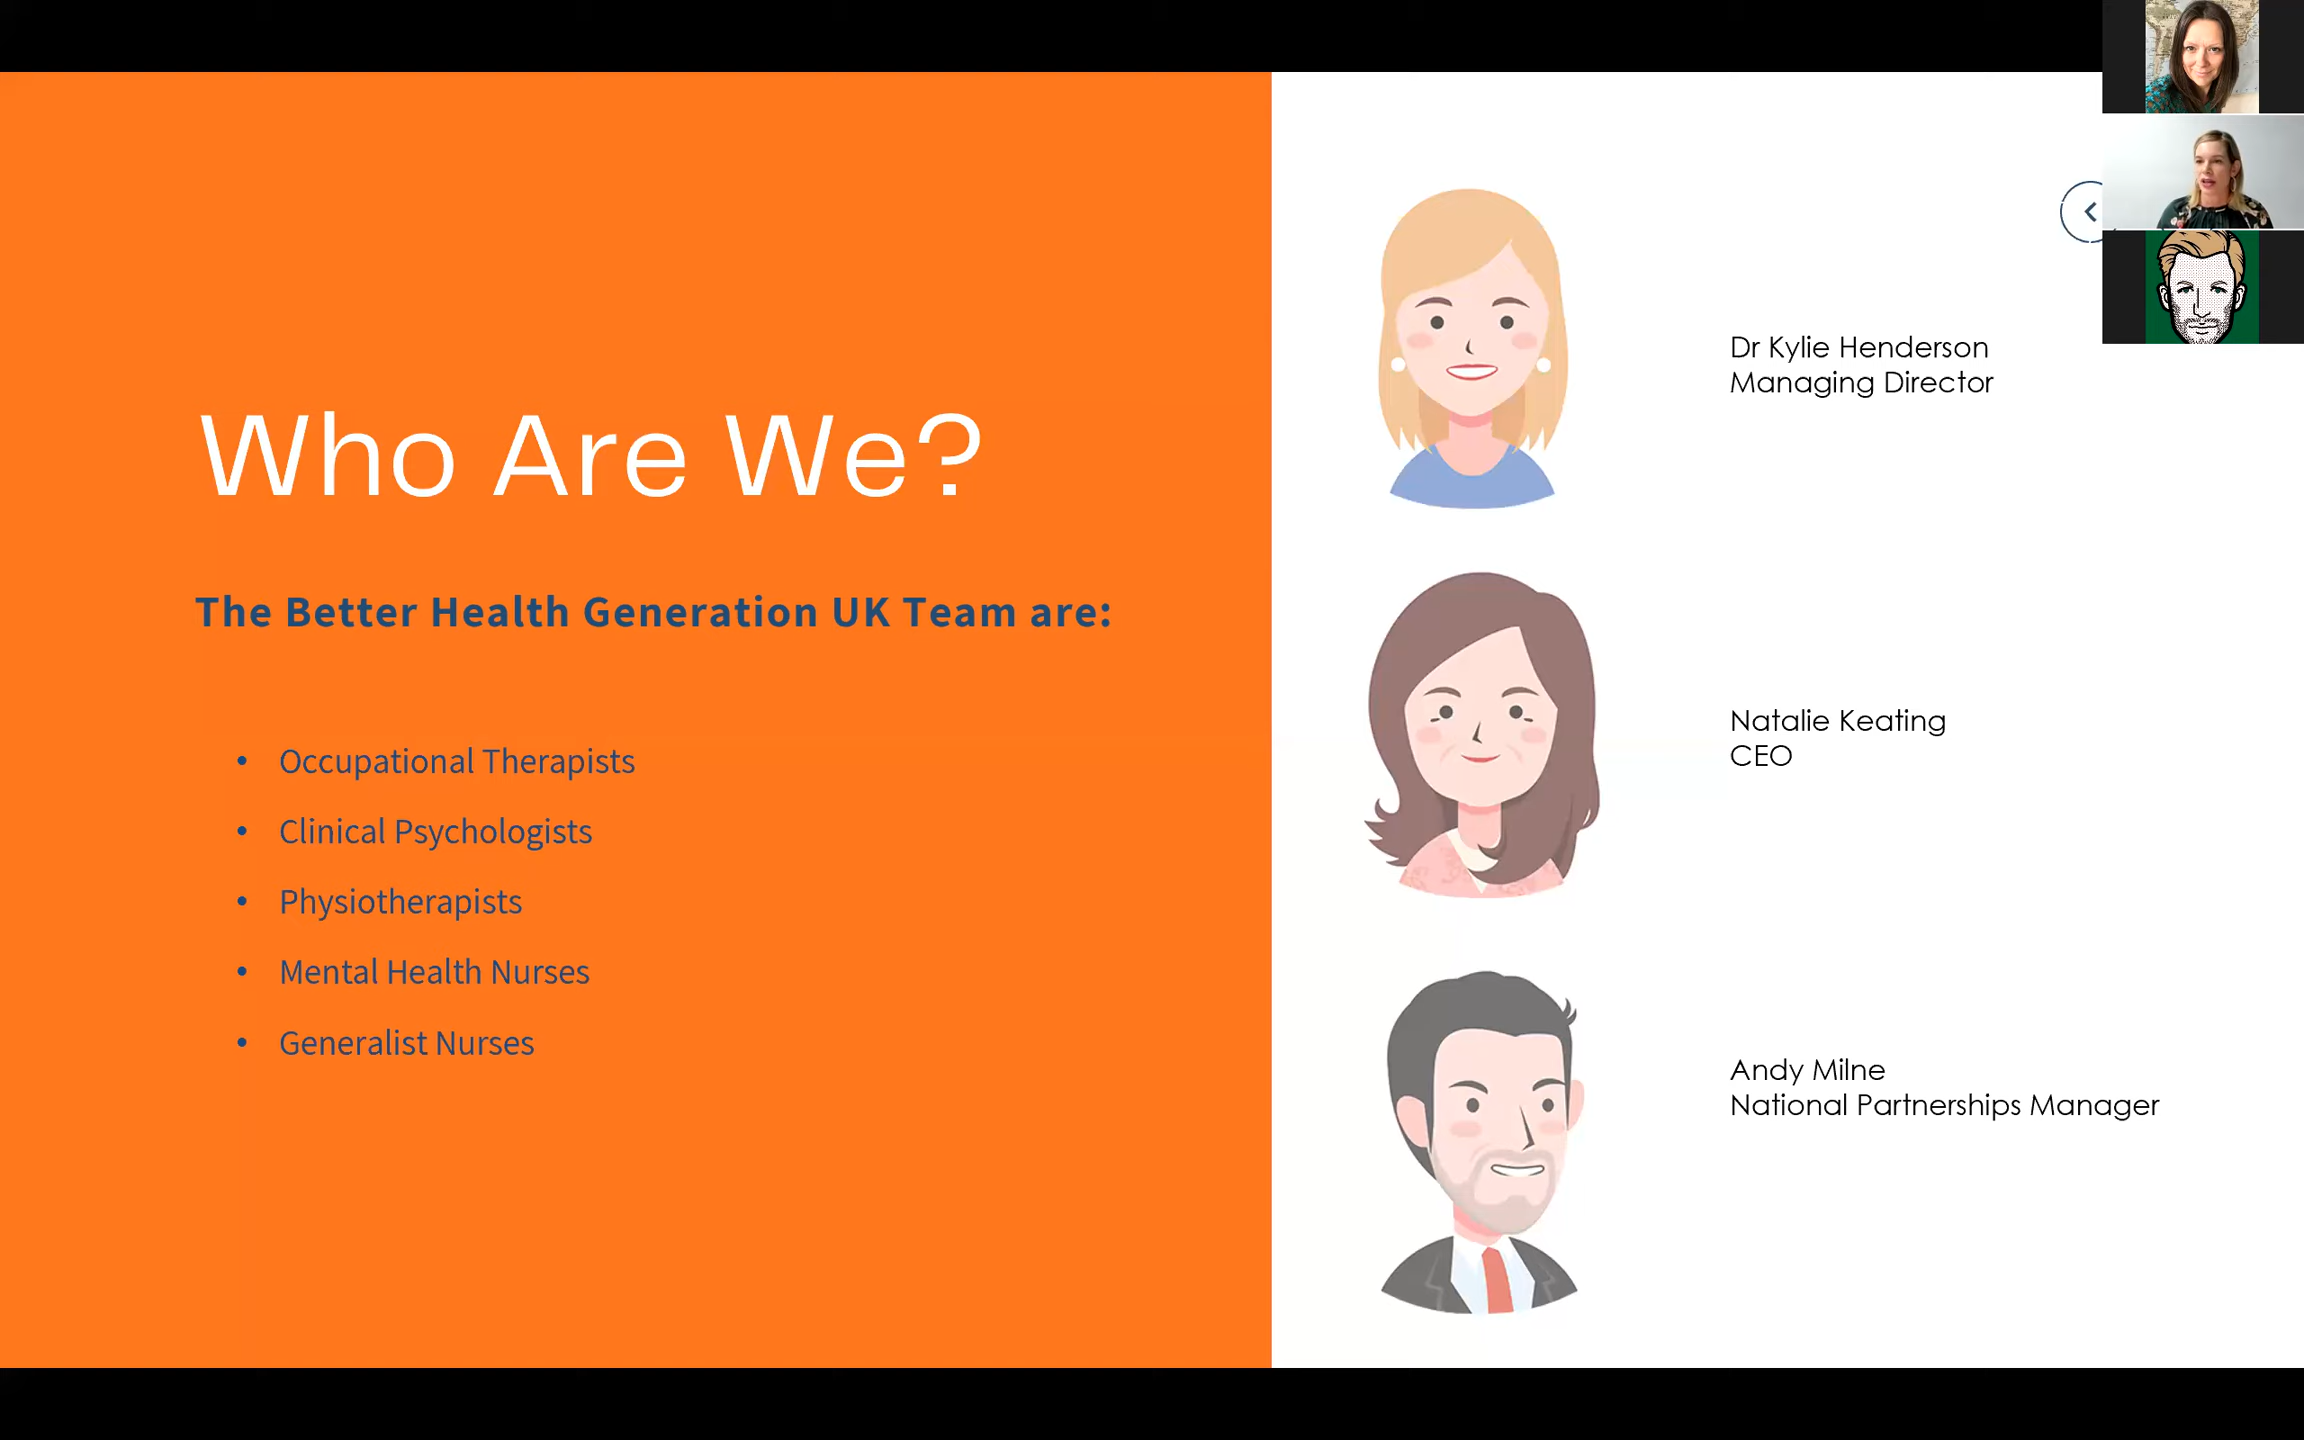 Who Are We?
The Better Health Generation UK Team are:
• Occupational Therapists
• Clinical Psychologists
• Physiotherapists
• Mental Health Nurses
• Generalist Nurses
Dr Kylie Henderson
Managing Director
Natalie Keating
CEO
Andy Milne
National Partnerships Manager